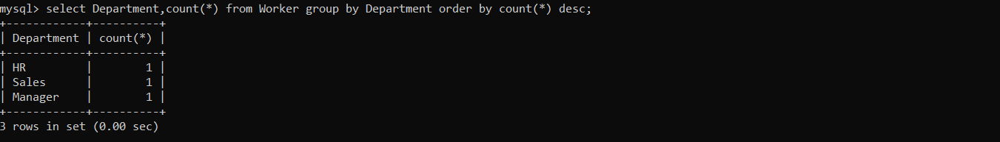 mysql> select Department,count(*) from Worker group by Department order by count(*) desc;
+------------+----------+
| Department | count(*) |
+------------+----------+
| HR         |        1 |
| Sales      |        1 |
| Manager    |        1 |
+------------+----------+
3 rows in set (0.00 sec)